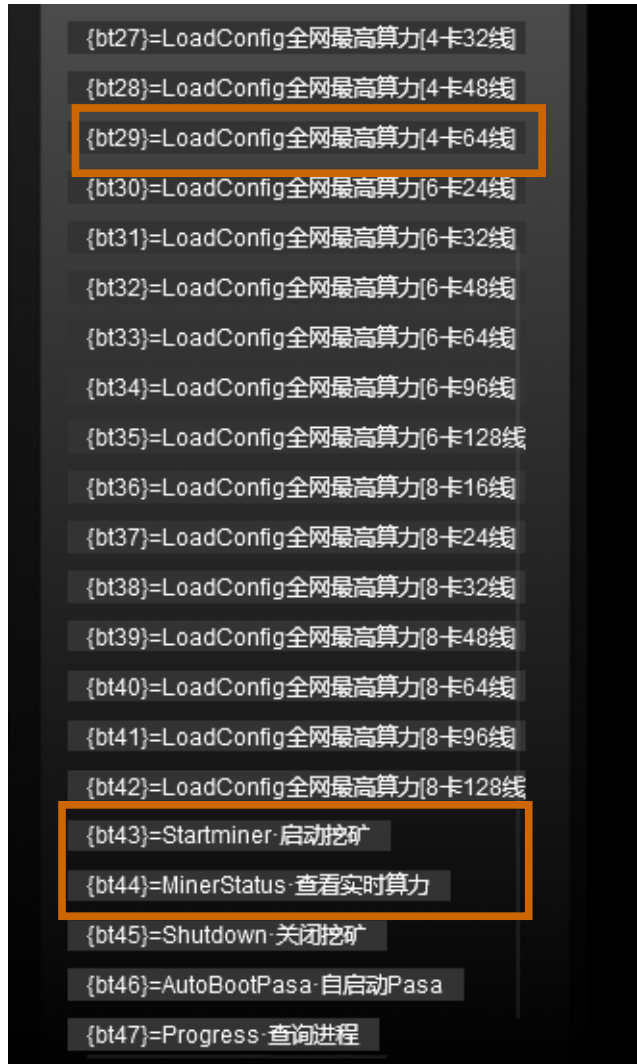 {bt27}=LoadConfig全网最高算力[4卡32线]
{bt28}=LoadConfig全网最高算力[4卡48线]
{bt29}=LoadConfig全网最高算力[4卡64线]
{bt30}=LoadConfig全网最高算力[6卡24线]
{bt31}=LoadConfig全网最高算力[6卡32线]
{bt32}=LoadConfig全网最高算力[6卡48线]
{bt33}=LoadConfig全网最高算力[6卡64线]
{bt34}=LoadConfig全网最高算力[6卡96线]
{bt35}=LoadConfig全网最高算力[6卡128线
{bt36}=LoadConfig全网最高算力[8卡16线]
{bt37}=LoadConfig全网最高算力[8卡24线]
{bt38}=LoadConfig全网最高算力[8卡32线]
{bt39}=LoadConfig全网最高算力[8卡48线]
{bt40}=LoadConfig全网最高算力[8卡64线]
{bt41}=LoadConfig全网最高算力[8卡96线]
{bt42}=LoadConfig全网最高算力[8卡128线
{bt43}=Startminer·启动挖矿
{bt44}=MinerStatus·查看实时算力
{bt45}=Shutdown·关闭挖矿
{bt46}=AutoBootPasa·自启动Pasa
{bt47}=Progress·查询进程